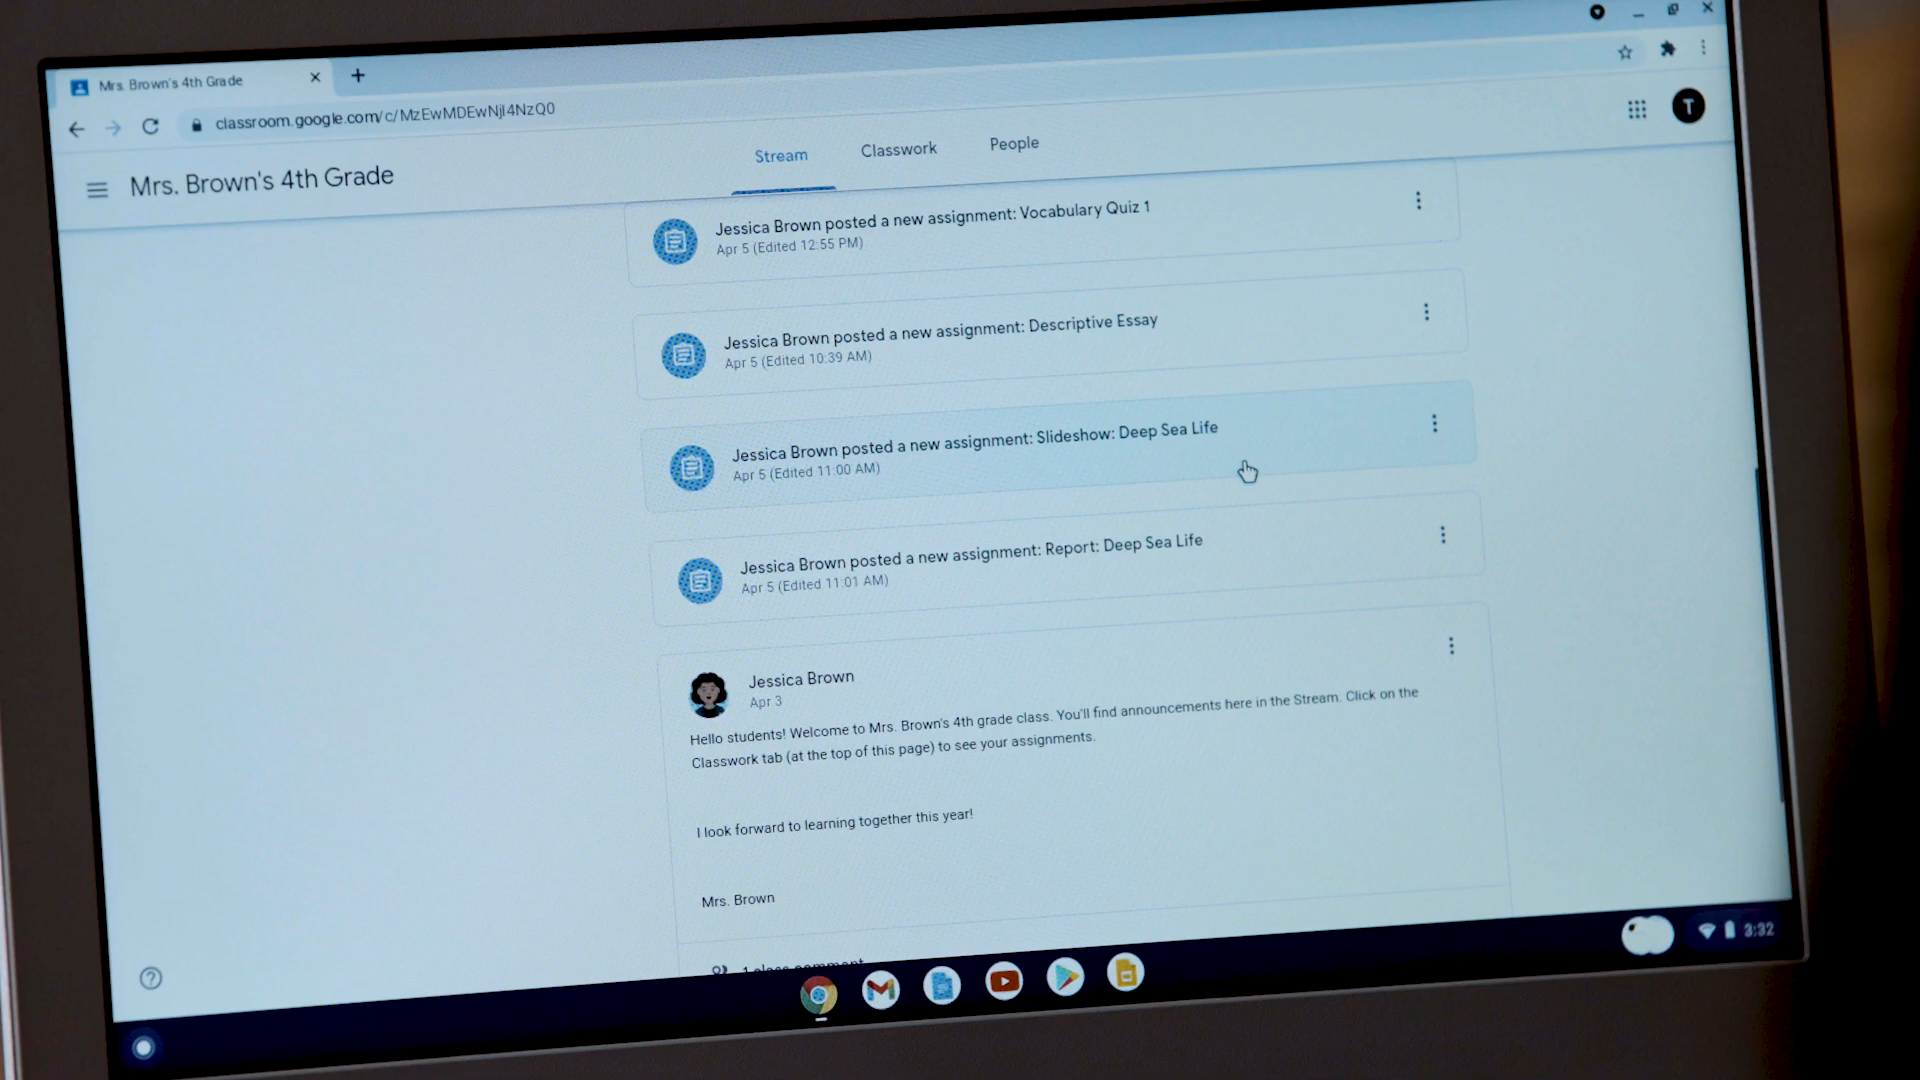 Mrs. Brown's 4th Grade
classroom.google.com/c/MzEwMDEwNjI4NzQ0
T
Mrs. Brown's 4th Grade
Stream
Classwork
People
Jessica Brown posted a new assignment: Vocabulary Quiz 1
Apr 5 (Edited 12:55 PM)
Jessica Brown posted a new assignment: Descriptive Essay
Apr 5 (Edited 10:39 AM)
Jessica Brown posted a new assignment: Slideshow: Deep Sea Life
Apr 5 (Edited 11:00 AM)
Jessica Brown posted a new assignment: Report: Deep Sea Life
Apr 5 (Edited 11:01 AM)
Jessica Brown
Apr 3
Hello students! Welcome to Mrs. Brown's 4th grade class. You'll find announcements here in the Stream. Click on the
Classwork tab (at the top of this page) to see your assignments.
I look forward to learning together this year!
Mrs. Brown
1 class comment
3:32